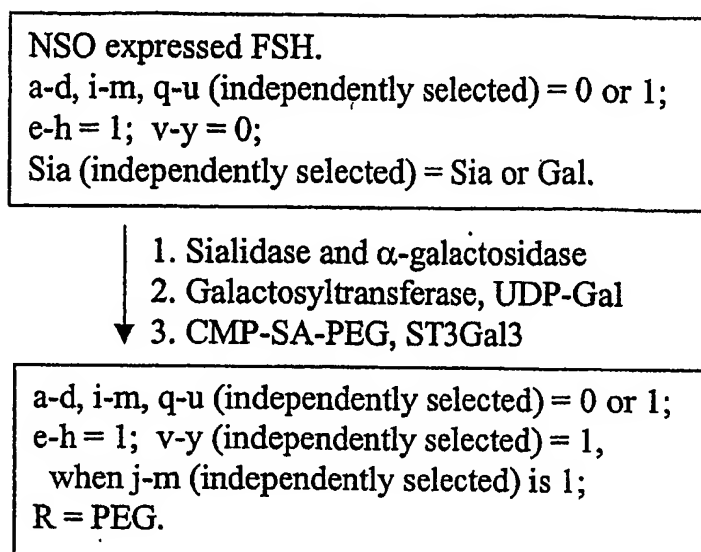 NSO expressed FSH.
a-d, i-m, q-u (independently selected) = 0 or 1;
e-h = 1; v-y = 0;
Sia (independently selected) = Sia or Gal.
1. Sialidase and α-galactosidase
2. Galactosyltransferase, UDP-Gal
3. CMP-SA-PEG, ST3Gal3
a-d, i-m, q-u (independently selected) = 0 or 1;
e-h = 1; v-y (independently selected) = 1,
when j-m (independently selected) is 1;
R = PEG.